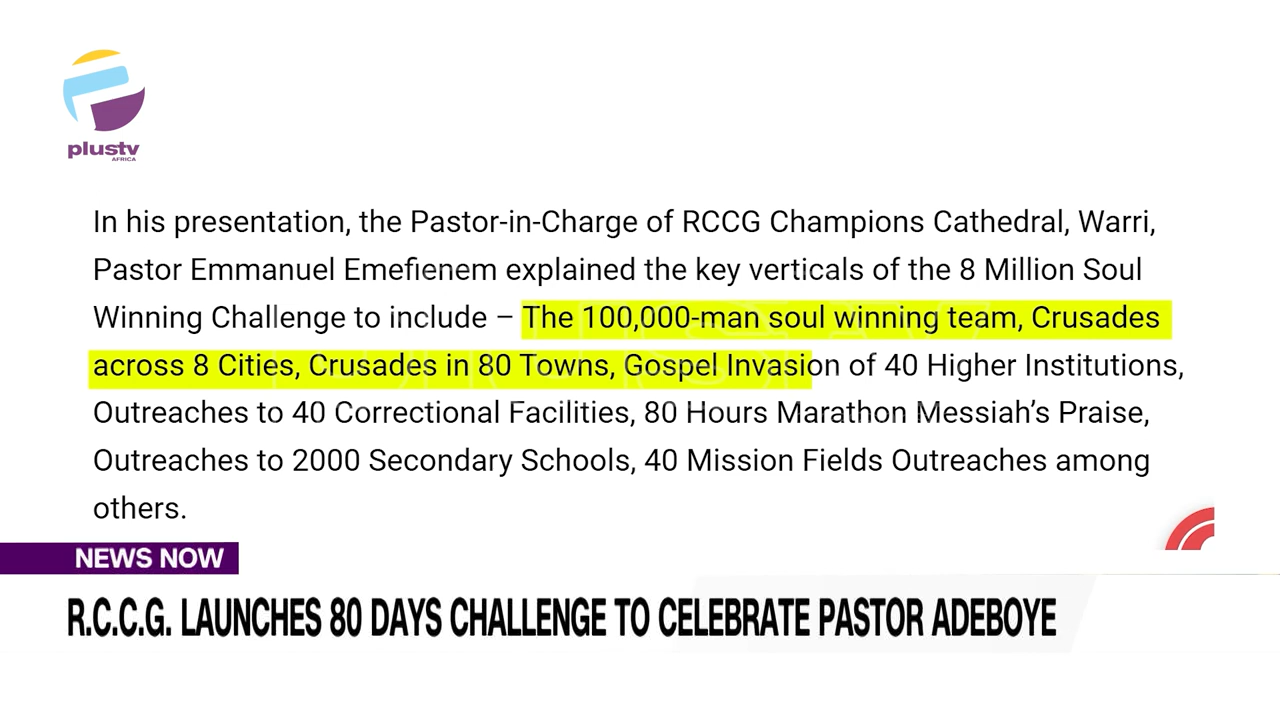 plustv
AFRICA
In his presentation, the Pastor-in-Charge of RCCG Champions Cathedral, Warri,
Pastor Emmanuel Emefienem explained the key verticals of the 8 Million Soul
Winning Challenge to include – The 100,000-man soul winning team, Crusades
across 8 Cities, Crusades in 80 Towns, Gospel Invasion of 40 Higher Institutions,
Outreaches to 40 Correctional Facilities, 80 Hours Marathon Messiah’s Praise,
Outreaches to 2000 Secondary Schools, 40 Mission Fields Outreaches among
others.
NEWS NOW
R.C.C.G. LAUNCHES 80 DAYS CHALLENGE TO CELEBRATE PASTOR ADEBOYE